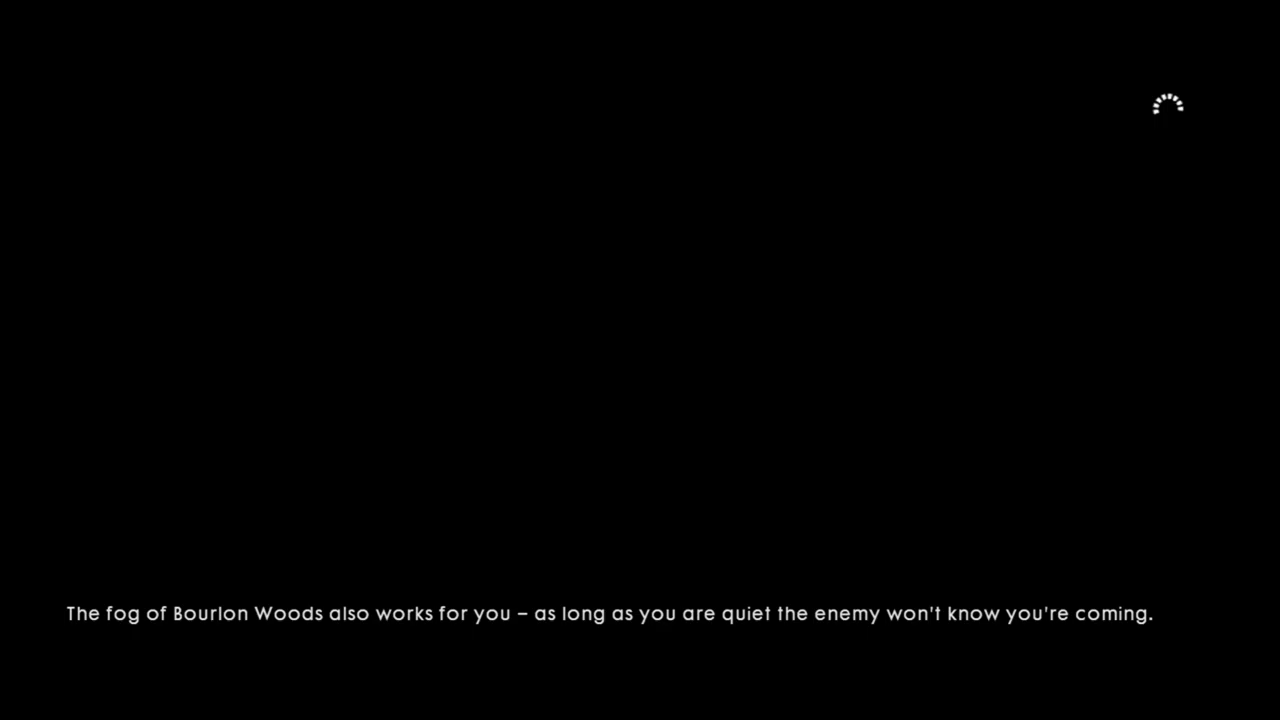 The fog of Bourlon Woods also works for you – as long as you are quiet the enemy won't know you're coming.